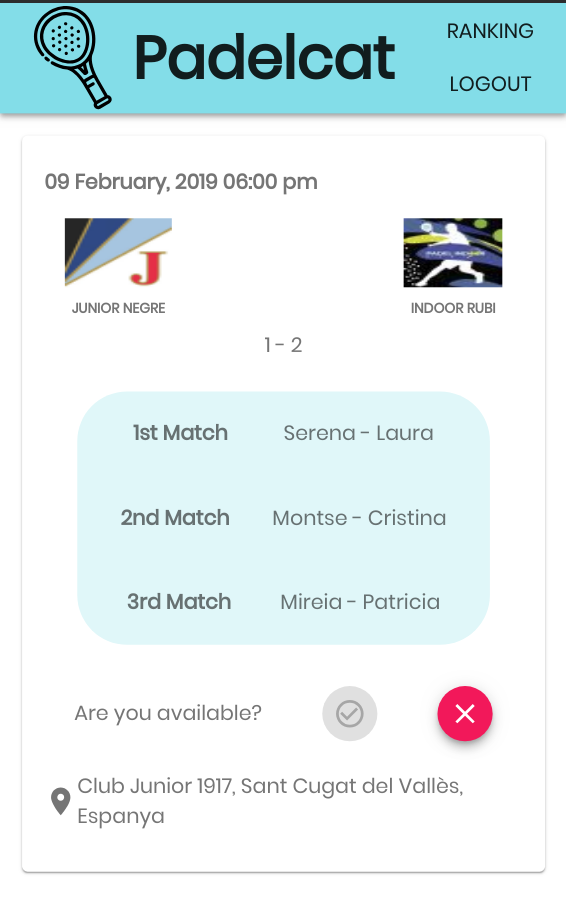 Padelcat
RANKING
LOGOUT
09 February, 2019 06:00 pm
J
JUNIOR NEGRE
INDOOR RUBI
1 - 2
1st Match Serena - Laura
2nd Match Montse - Cristina
3rd Match Mireia - Patricia
Are you available?
Club Junior 1917, Sant Cugat del Vallès,
Espanya